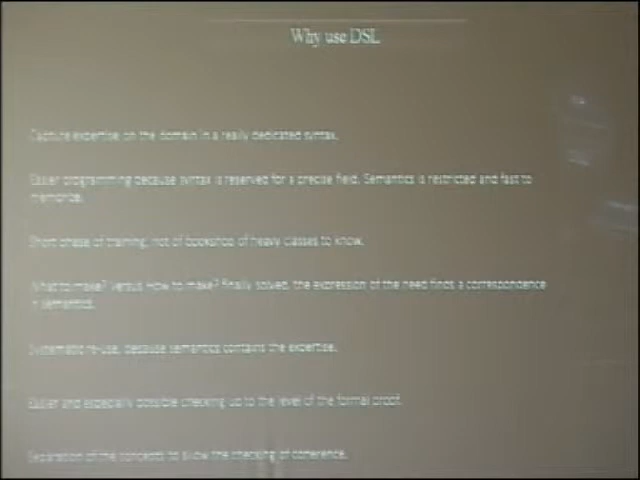 Why use DSL
Capture expertise on the domain in a really dedicated syntax.
Easier programming because syntax is reserved for a precise field. Semantics is restricted and fast to
memorize.
Short phase of training, not of bookshop of heavy classes to know.
What to make? versus How to make? finally solved, the expression of the need finds a correspondence
in semantics.
Systematic re-use, because semantics contains the expertise.
Easier and especially possible checking up to the level of the formal proof.
Separation of the concepts to allow the checking of coherence.